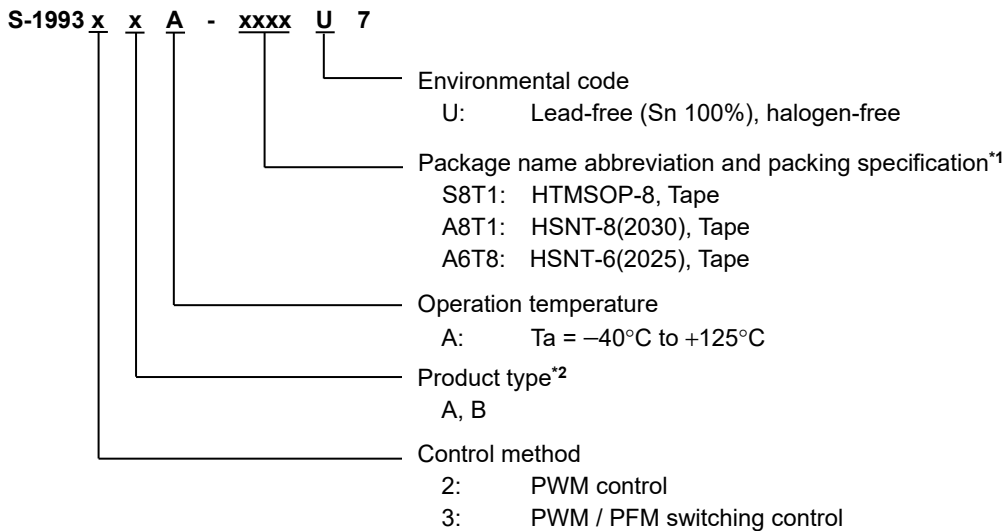 S-1993 x x A - xxxx U 7
Environmental code
U: Lead-free (Sn 100%), halogen-free
Package name abbreviation and packing specification*1
S8T1: HTMSOP-8, Tape
A8T1: HSNT-8(2030), Tape
A6T8: HSNT-6(2025), Tape
Operation temperature
A: Ta = −40°C to +125°C
Product type*2
A, B
Control method
2: PWM control
3: PWM / PFM switching control